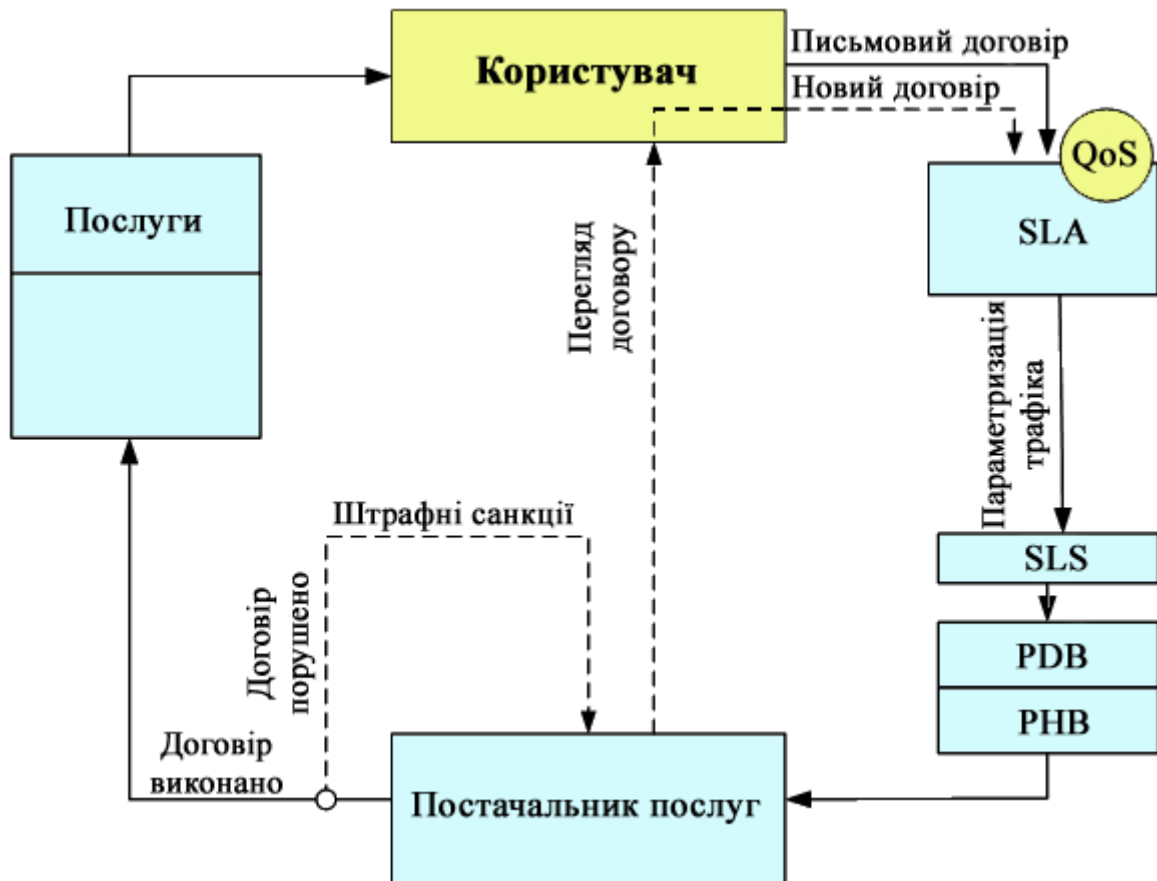 Користувач
Письмовий договір
Новий договір
QoS
SLA
Послуги
Перегляд
договору
Параметризація
трафіка
Штрафні санкції
Договір
порушено
SLS
PDB
PHB
Договір
виконано
Постачальник послуг